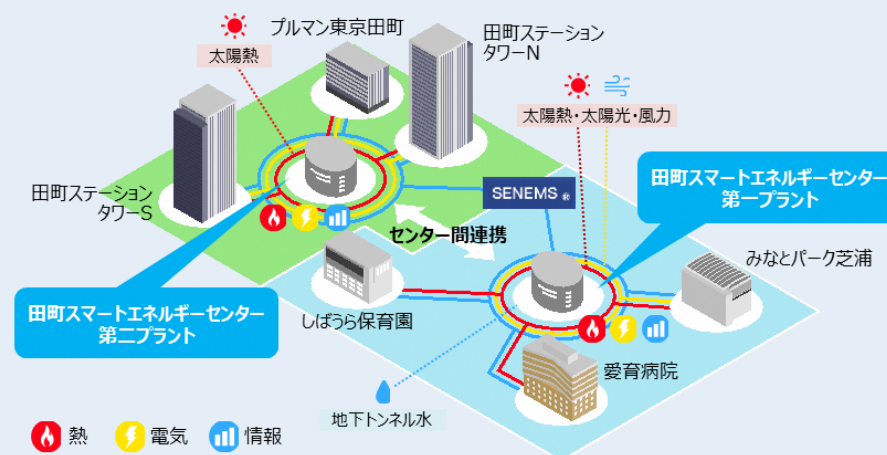 プルマン東京田町
田町ステーション
タワーN
太陽熱
太陽熱・太陽光・風力
田町スマートエネルギーセンター
第一プラント
SENEMS®
田町ステーション
タワーS
センター間連携
みなとパーク芝浦
田町スマートエネルギーセンター
第二プラント
しばうら保育園
愛育病院
地下トンネル水
熱
電気
情報